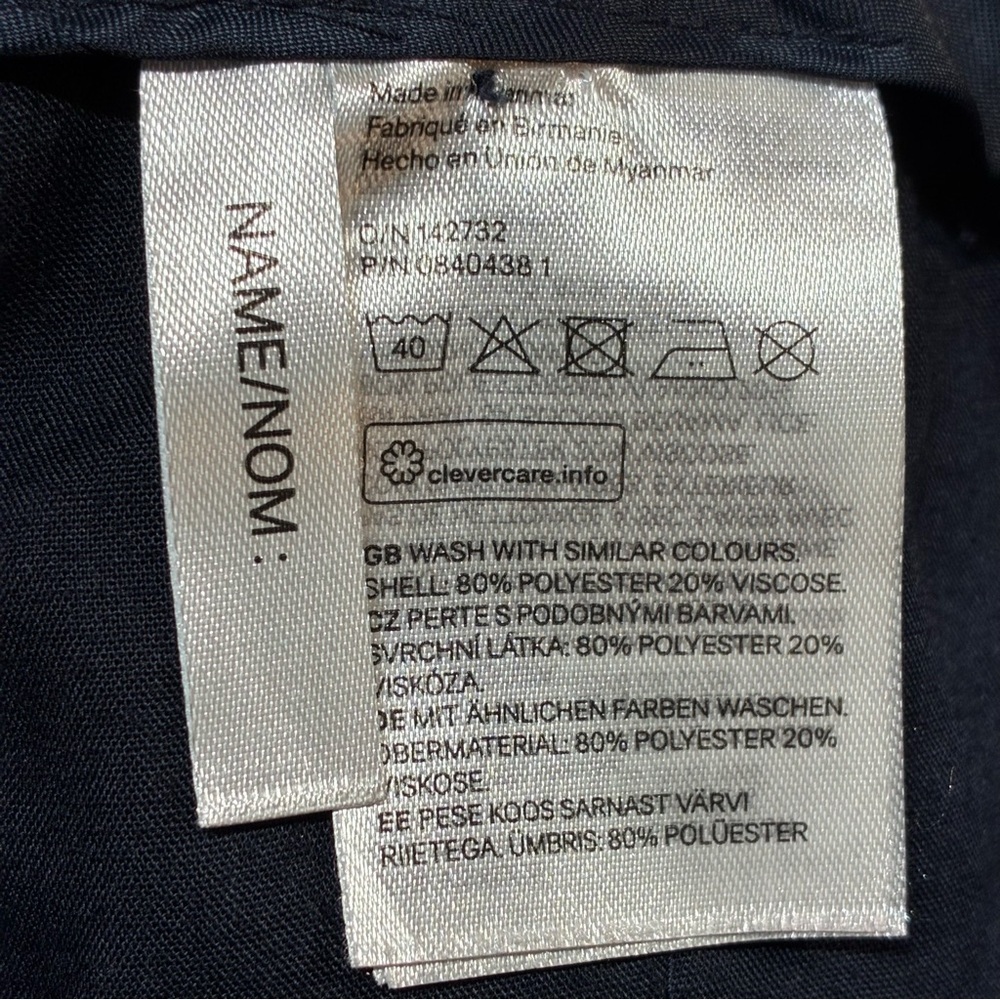 NAME/NOM :
Made in Myanmar
Fabriqué en Birmanie
Hecho en Unión de Myanmar
O/N 142732
P/N 0840438 1
40
clevercare.info
GB WASH WITH SIMILAR COLOURS.
SHELL: 80% POLYESTER 20% VISCOSE.
CZ PERTE S PODOBNÝMI BARVAMI.
SVRCHNÍ LÁTKA: 80% POLYESTER 20%
VISKÓZA.
DE MIT ÄHNLICHEN FARBEN WASCHEN.
OBERMATERIAL: 80% POLYESTER 20%
VISKOSE.
EE PESE KOOS SARNAST VÄRVI
RIIETEGA. ÜMBRIS: 80% POLÜESTER